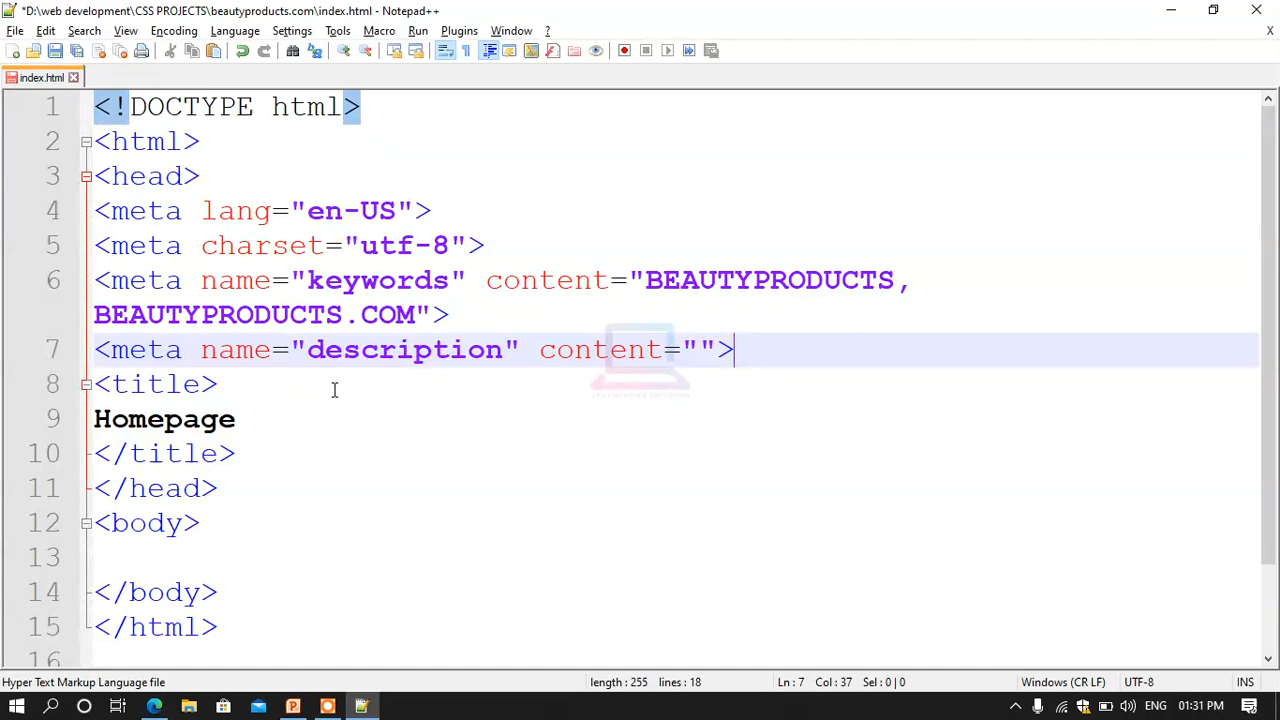 *D:\web development\CSS PROJECTS\beautyproducts.com\index.html - Notepad++
File Edit Search View Encoding Language Settings Tools Macro Run Plugins Window ? X
index.html
1 <!DOCTYPE html>
2 <html>
3 <head>
4 <meta lang="en-US">
5 <meta charset="utf-8">
6 <meta name="keywords" content="BEAUTYPRODUCTS,
BEAUTYPRODUCTS.COM">
7 <meta name="description" content="">
8 <title>
9 Homepage
10 </title>
11 </head>
12 <body>
13
14 </body>
15 </html>
16
Hyper Text Markup Language file length: 255 lines: 18 Ln: 7 Col: 37 Sel: 0 | 0 Windows (CR LF) UTF-8 INS
ENG 01:31 PM